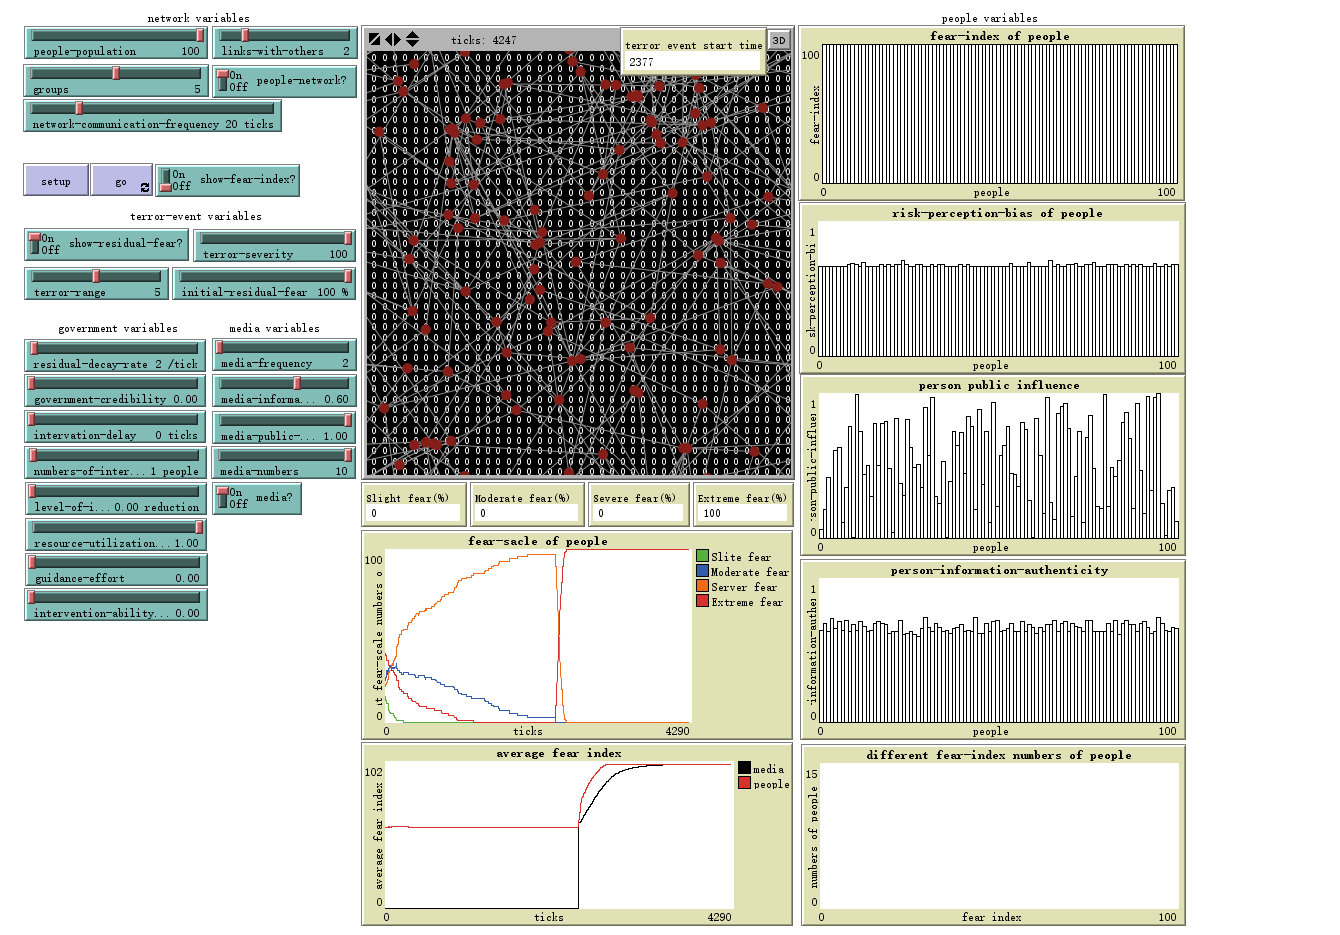 network variables
people-population 100
links-with-others 2
groups 5
On
Off
people-network?
network-communication-frequency 20 ticks
setup
go
On
Off
show-fear-index?
terror-event variables
On
Off
show-residual-fear?
terror-severity 100
terror-range 5
initial-residual-fear 100 %
government variables
media variables
residual-decay-rate 2 /tick
media-frequency 2
government-credibility 0.00
media-informa... 0.60
intervation-delay 0 ticks
media-public-... 1.00
numbers-of-inter... 1 people
media-numbers 10
level-of-i... 0.00 reduction
On
Off
media?
resource-utilization... 1.00
guidance-effort 0.00
intervention-ability... 0.00
ticks: 4247
3D
terror event start time
2377
Slight fear(%)
0
Moderate fear(%)
0
Severe fear(%)
0
Extreme fear(%)
100
fear-sacle of people
100
0
t fear-scale numbers o
0
ticks
4290
Slite fear
Moderate fear
Server fear
Extreme fear
average fear index
102
0
average fear index
0
ticks
4290
media
people
people variables
fear-index of people
100
0
fear-index
0
people
100
risk-perception-bias of people
1
0
sk-perception-bi
0
people
100
person public influence
1
0
son-public-influe
0
people
100
person-information-authenticity
1
0
-information-authe
0
people
100
different fear-index numbers of people
15
0
numbers of people
0
fear index
100